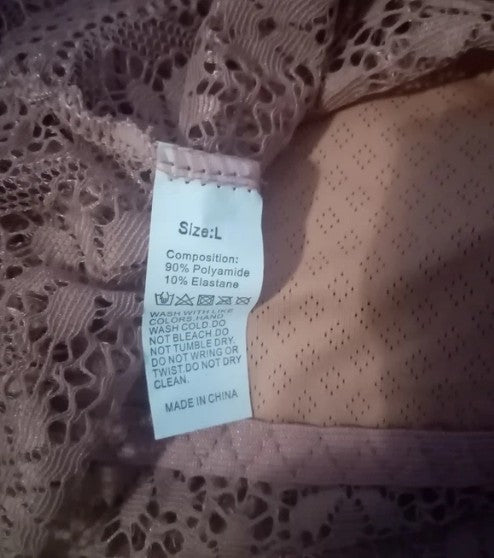 Size:L
Composition:
90% Polyamide
10% Elastane
WASH WITH LIKE
COLORS.HAND
WASH COLD.DO
NOT BLEACH.DO
NOT TUMBLE DRY.
DO NOT WRING OR
TWIST.DO NOT DRY
CLEAN.
MADE IN CHINA